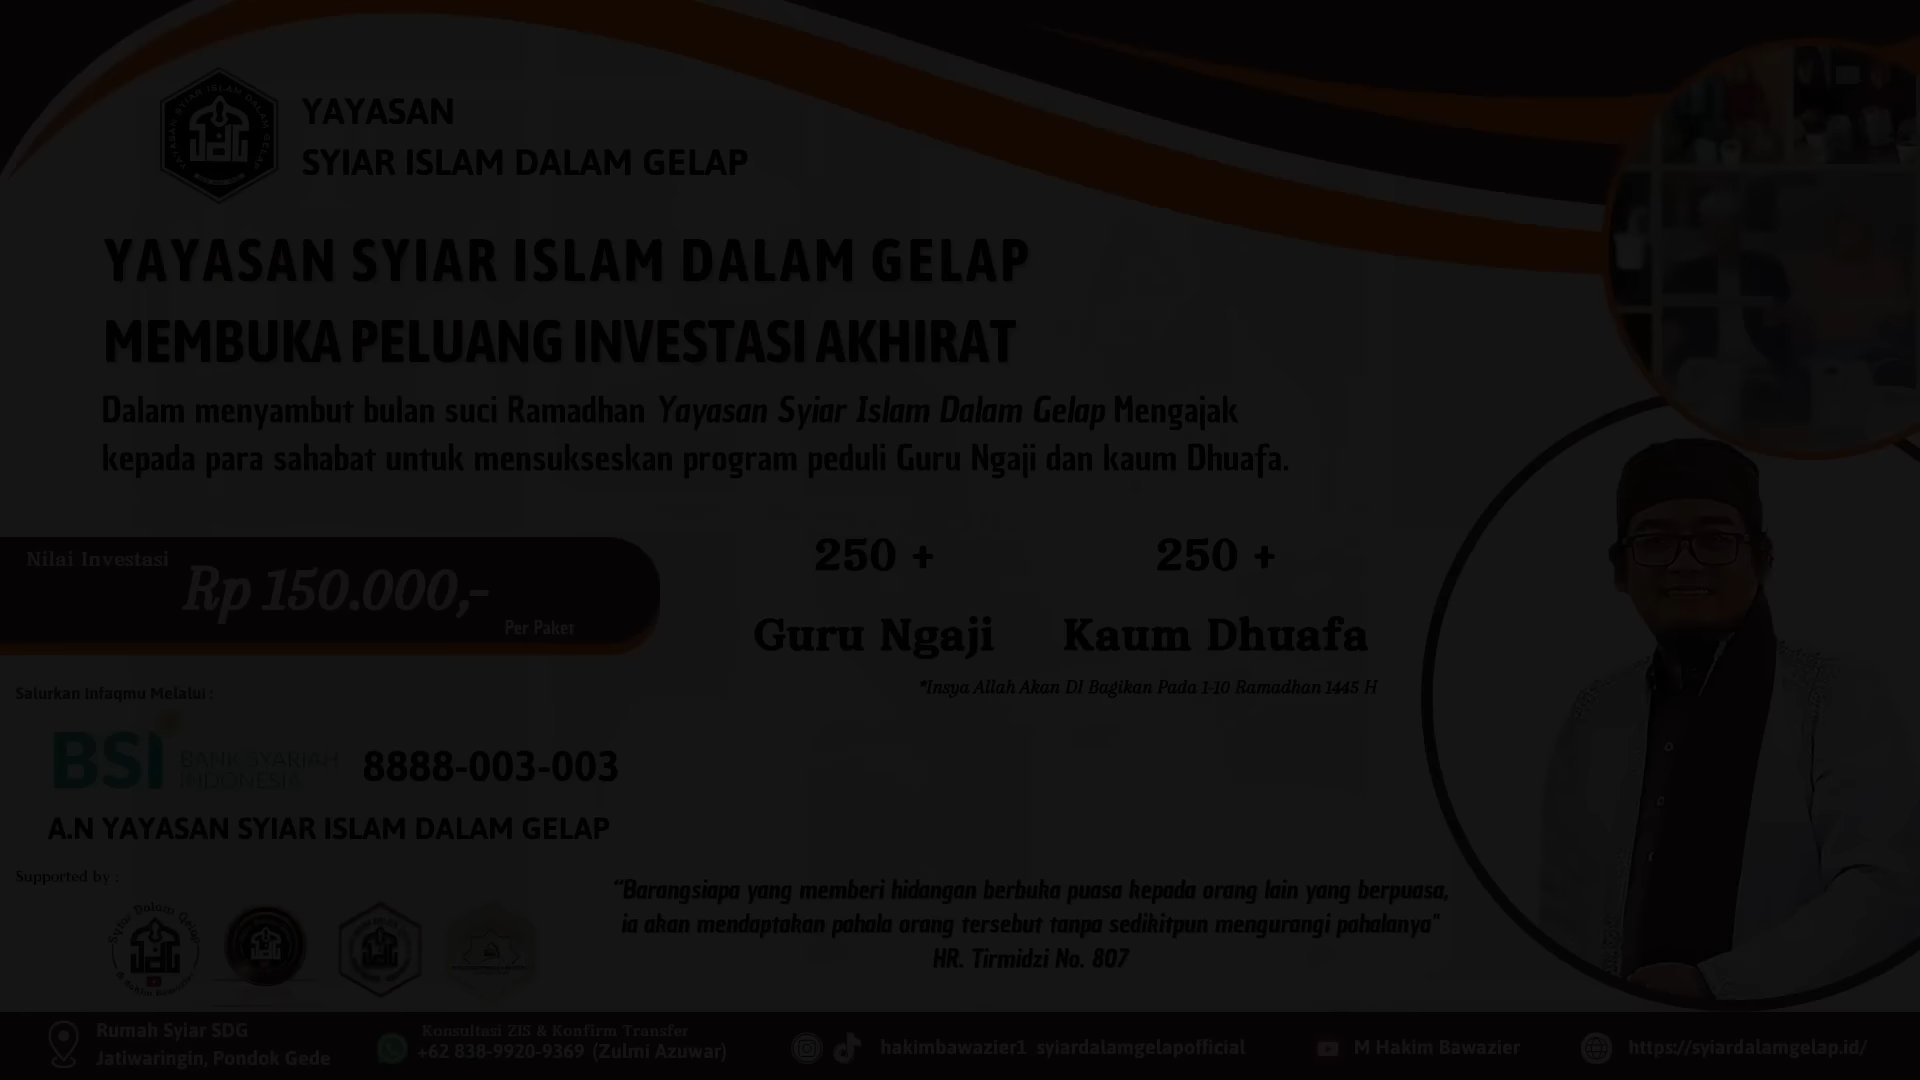 YAYASAN
SYIAR ISLAM DALAM GELAP
YAYASAN SYIAR ISLAM DALAM GELAP
MEMBUKA PELUANG INVESTASI AKHIRAT
Dalam menyambut bulan suci Ramadhan Yayasan Syiar Islam Dalam Gelap Mengajak
kepada para sahabat untuk mensukseskan program peduli Guru Ngaji dan kaum Dhuafa.
Nilai Investasi
Rp 150.000,-
Per Paket
250 +
Guru Ngaji
250 +
Kaum Dhuafa
*Insya Allah Akan DI Bagikan Pada 1-10 Ramadhan 1445 H
Salurkan Infaqmu Melalui :
BSI BANK SYARIAH
INDONESIA
8888-003-003
A.N YAYASAN SYIAR ISLAM DALAM GELAP
Supported by :
Syiar Dalam Gelap
"Barangsiapa yang memberi hidangan berbuka puasa kepada orang lain yang berpuasa,
ia akan mendaptakan pahala orang tersebut tanpa sedikitpun mengurangi pahalanya"
HR. Tirmidzi No. 807
Rumah Syiar SDG
Jatiwaringin, Pondok Gede
Konsultasi ZIS & Konfirm Transfer
+62 838-9920-9369 (Zulmi Azuwar)
hakimbawazier1 syiardalamgelapofficial
M Hakim Bawazier
https://syiardalamgelap.id/